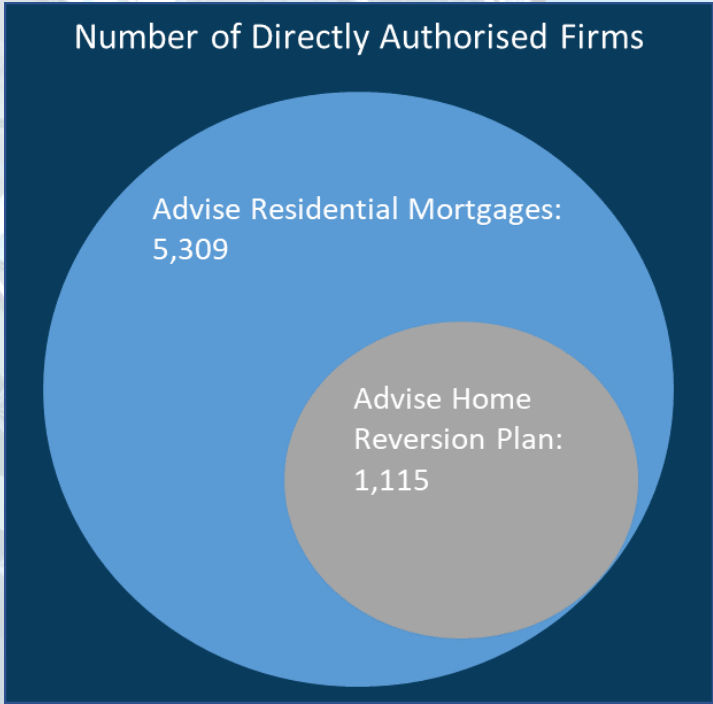 Number of Directly Authorised Firms
Advise Residential Mortgages:
5,309
Advise Home
Reversion Plan:
1,115